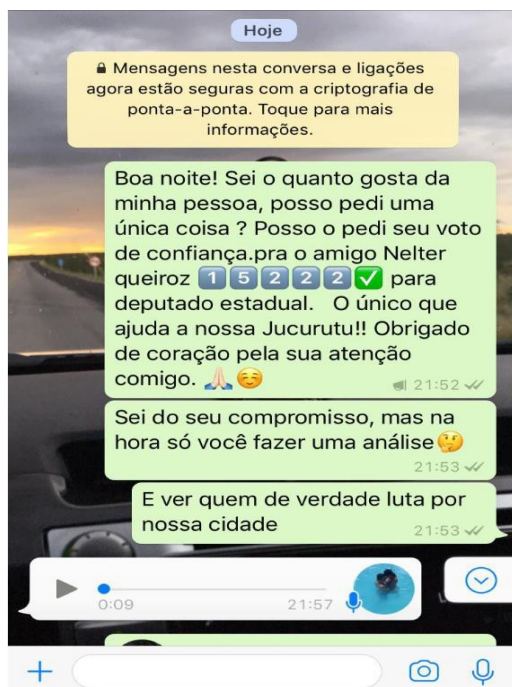 Hoje
🔒 Mensagens nesta conversa e ligações
agora estão seguras com a criptografia de
ponta-a-ponta. Toque para mais
informações.
Boa noite! Sei o quanto gosta da
minha pessoa, posso pedi uma
única coisa ? Posso o pedi seu voto
de confiança.pra o amigo Nelter
queiroz 1️⃣5️⃣2️⃣2️⃣2️⃣✅ para
deputado estadual. O único que
ajuda a nossa Jucurutu!! Obrigado
de coração pela sua atenção
comigo. 🙏🏻☺️
21:52
Sei do seu compromisso, mas na
hora só você fazer uma análise🤔
21:53
E ver quem de verdade luta por
nossa cidade
21:53
0:09 21:57